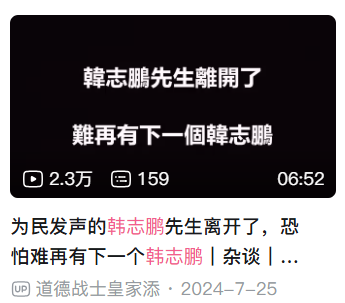 韓志鵬先生離開了
難再有下一個韓志鵬
2.3万 159 06:52
为民发声的韩志鹏先生离开了，恐
怕难再有下一个韩志鹏｜杂谈｜...
UP 道德战士皇家添 · 2024-7-25